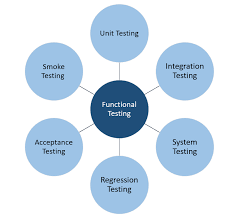 Unit Testing
Smoke
Testing
Integration
Testing
Functional
Testing
Acceptance
Testing
System
Testing
Regression
Testing